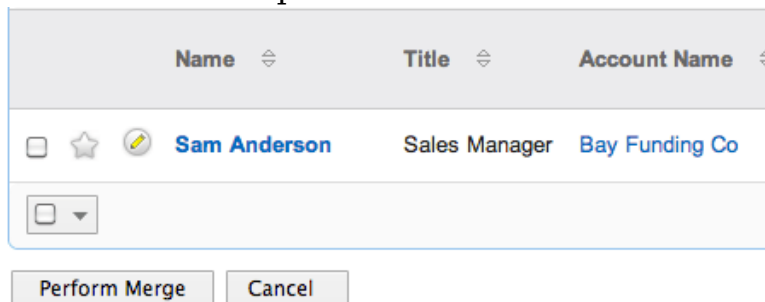 Name Title Account Name
Sam Anderson Sales Manager Bay Funding Co
Perform Merge Cancel